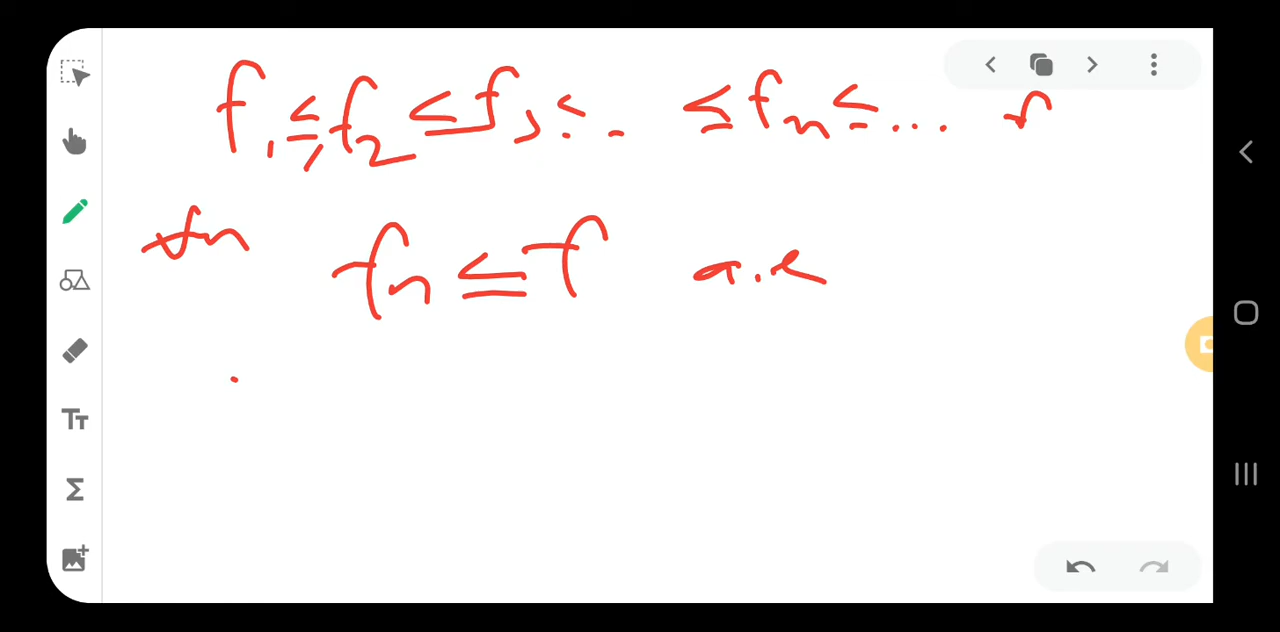 f₁ ≤ f₂ ≤ f₃ ≤ .. ≤ fₙ ≤ ... f
∀n fₙ ≤ f a.e